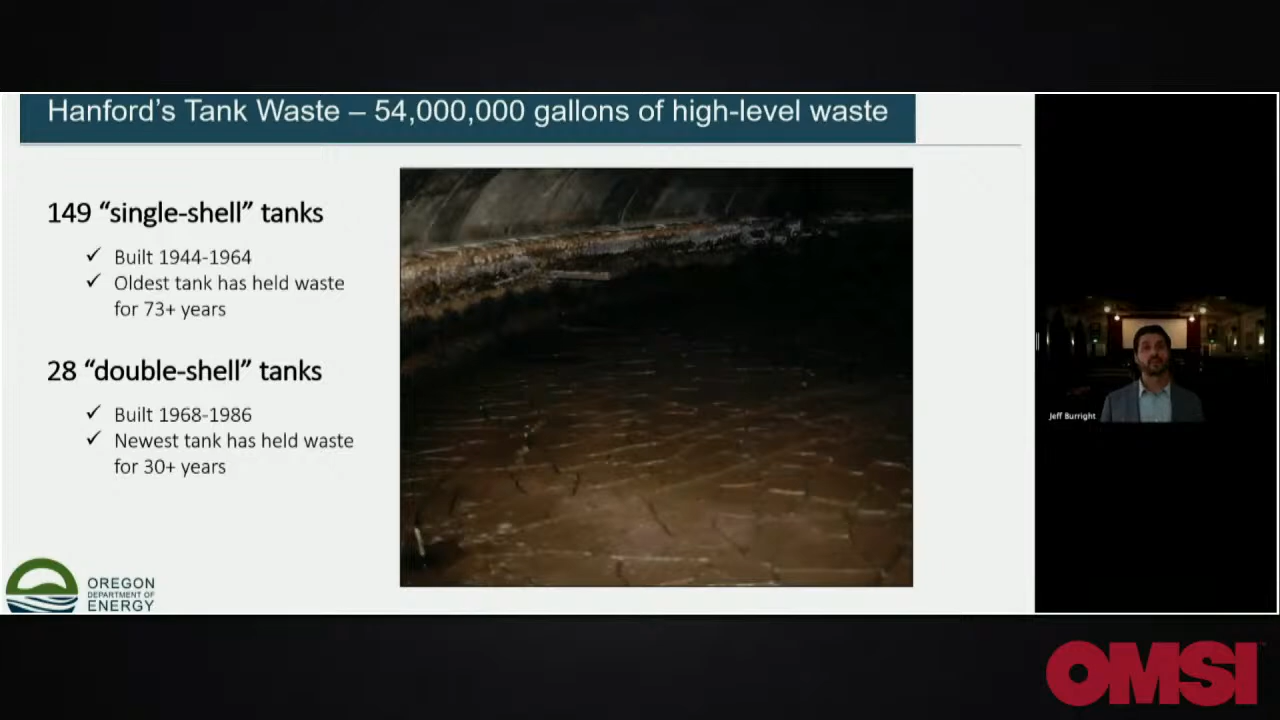 Hanford's Tank Waste – 54,000,000 gallons of high-level waste
149 “single-shell” tanks
✓ Built 1944-1964
✓ Oldest tank has held waste
for 73+ years
28 “double-shell” tanks
✓ Built 1968-1986
✓ Newest tank has held waste
for 30+ years
OREGON
DEPARTMENT OF
ENERGY
Jeff Burright
OMSI